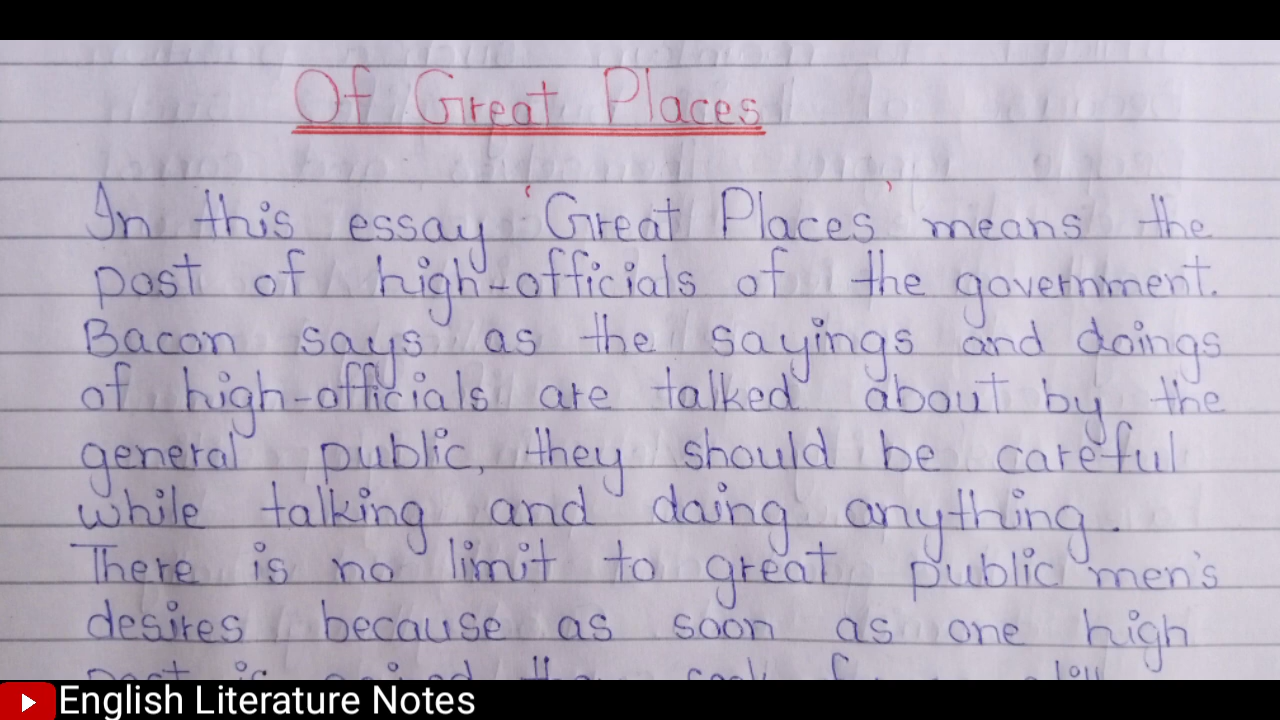 Of Great Places
In this essay 'Great Places' means the
post of high-officials of the government.
Bacon says as the sayings and doings
of high-officials are talked about by the
general public, they should be careful
while talking and doing anything.
There is no limit to great public men's
desires because as soon as one high
English Literature Notes